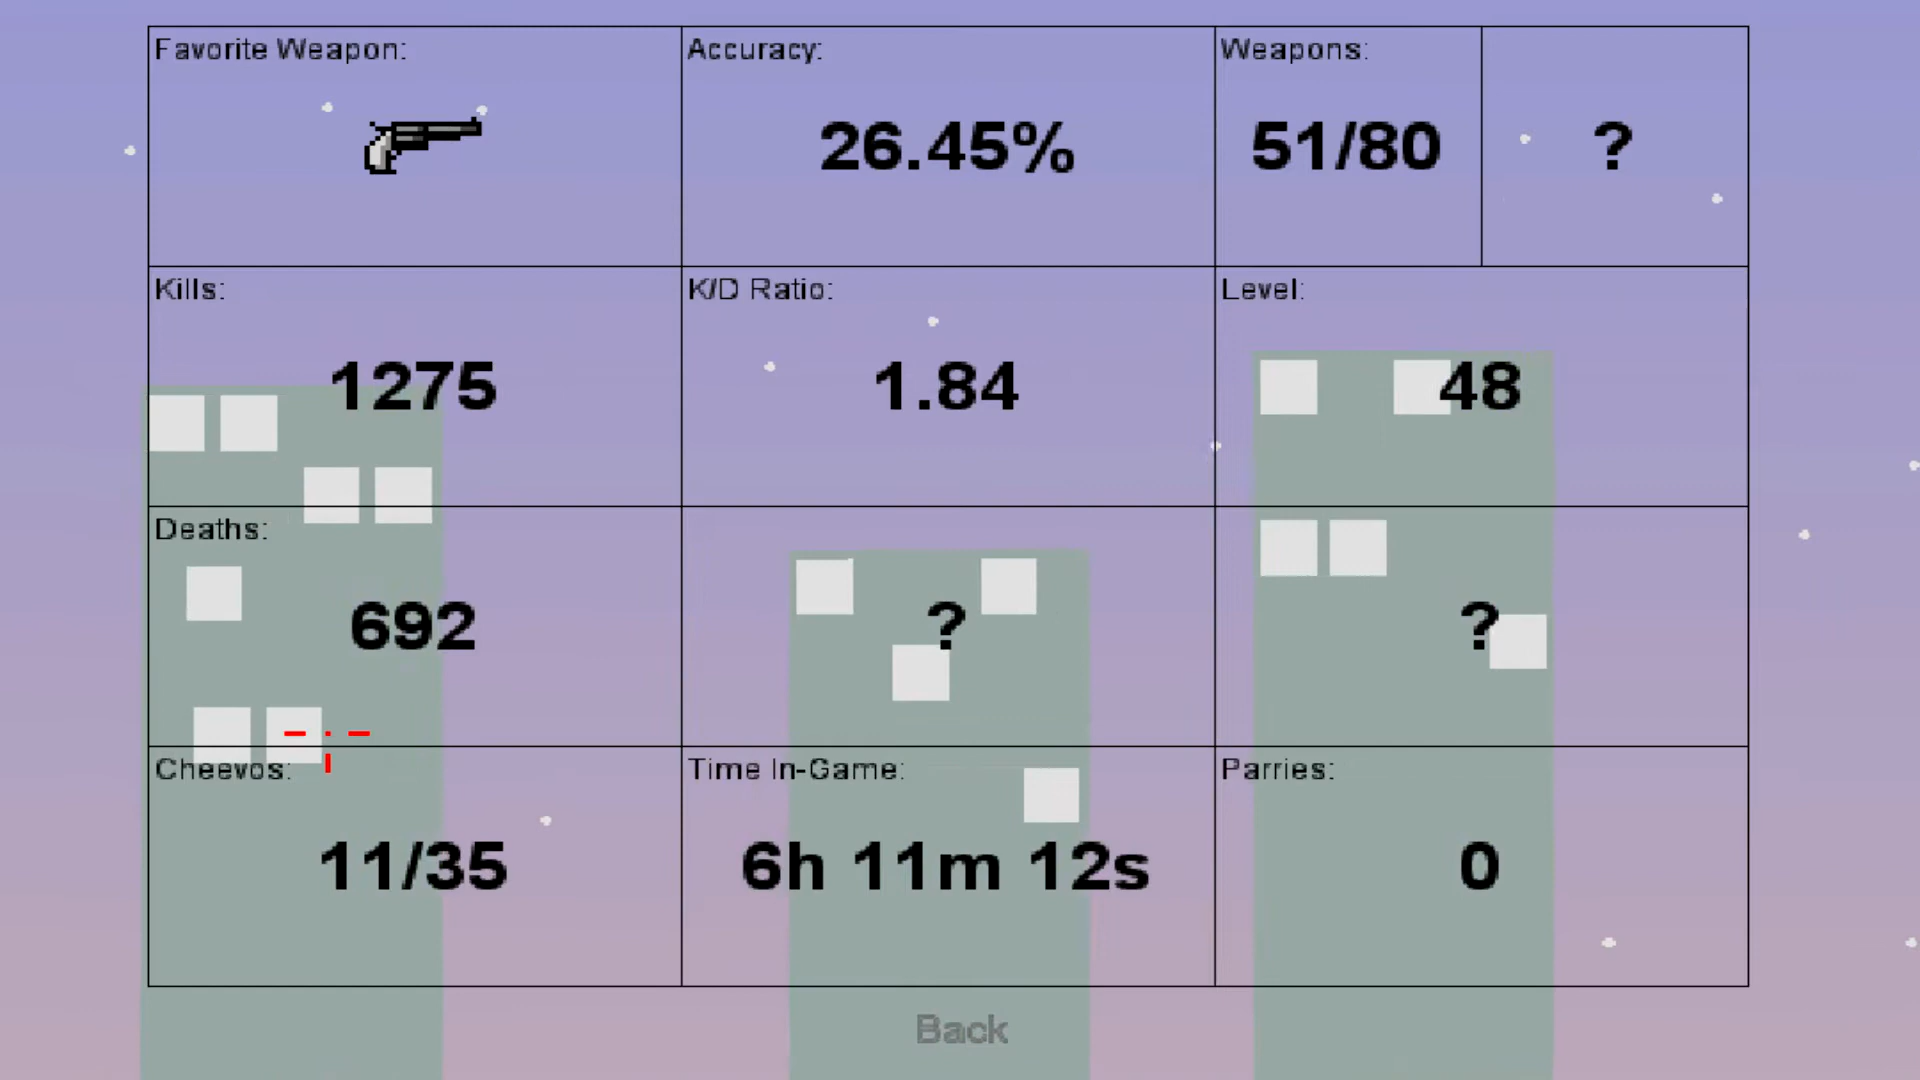 Favorite Weapon:
Accuracy:
26.45%
Weapons:
51/80
?
Kills:
1275
K/D Ratio:
1.84
Level:
48
Deaths:
692
?
?
Cheevos:
11/35
Time In-Game:
6h 11m 12s
Parries:
0
Back